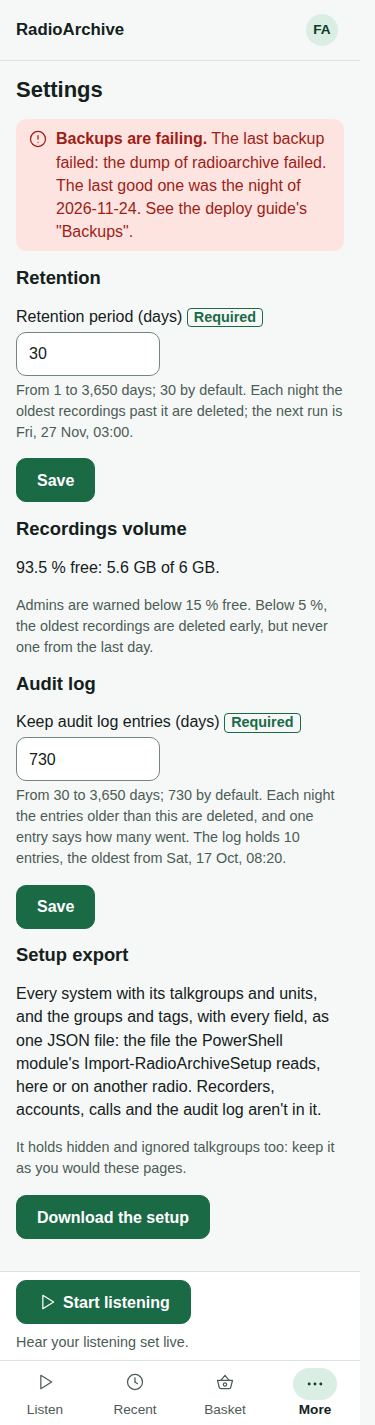 RadioArchive
FA
Settings
Backups are failing. The last backup
failed: the dump of radioarchive failed.
The last good one was the night of
2026-11-24. See the deploy guide's
"Backups".
Retention
Retention period (days) Required
30
From 1 to 3,650 days; 30 by default. Each night the
oldest recordings past it are deleted; the next run is
Fri, 27 Nov, 03:00.
Save
Recordings volume
93.5 % free: 5.6 GB of 6 GB.
Admins are warned below 15 % free. Below 5 %,
the oldest recordings are deleted early, but never
one from the last day.
Audit log
Keep audit log entries (days) Required
730
From 30 to 3,650 days; 730 by default. Each night
the entries older than this are deleted, and one
entry says how many went. The log holds 10
entries, the oldest from Sat, 17 Oct, 08:20.
Save
Setup export
Every system with its talkgroups and units,
and the groups and tags, with every field, as
one JSON file: the file the PowerShell
module's Import-RadioArchiveSetup reads,
here or on another radio. Recorders,
accounts, calls and the audit log aren't in it.
It holds hidden and ignored talkgroups too: keep it
as you would these pages.
Download the setup
Start listening
Hear your listening set live.
Listen
Recent
Basket
More